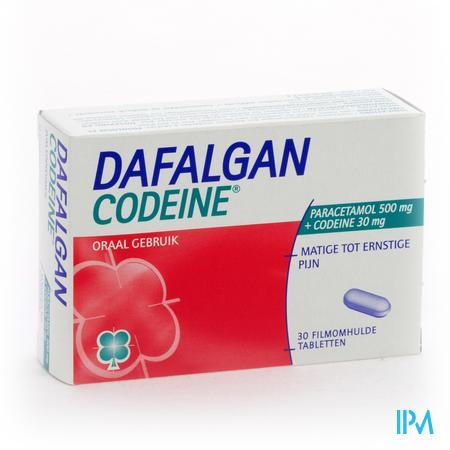 DAFALGAN
CODEINE®
ORAAL GEBRUIK
PARACETAMOL 500 mg
+ CODEINE 30 mg
MATIGE TOT ERNSTIGE
PIJN
30 FILMOMHULDE
TABLETTEN
DAFALGAN
CODEINE
IPM